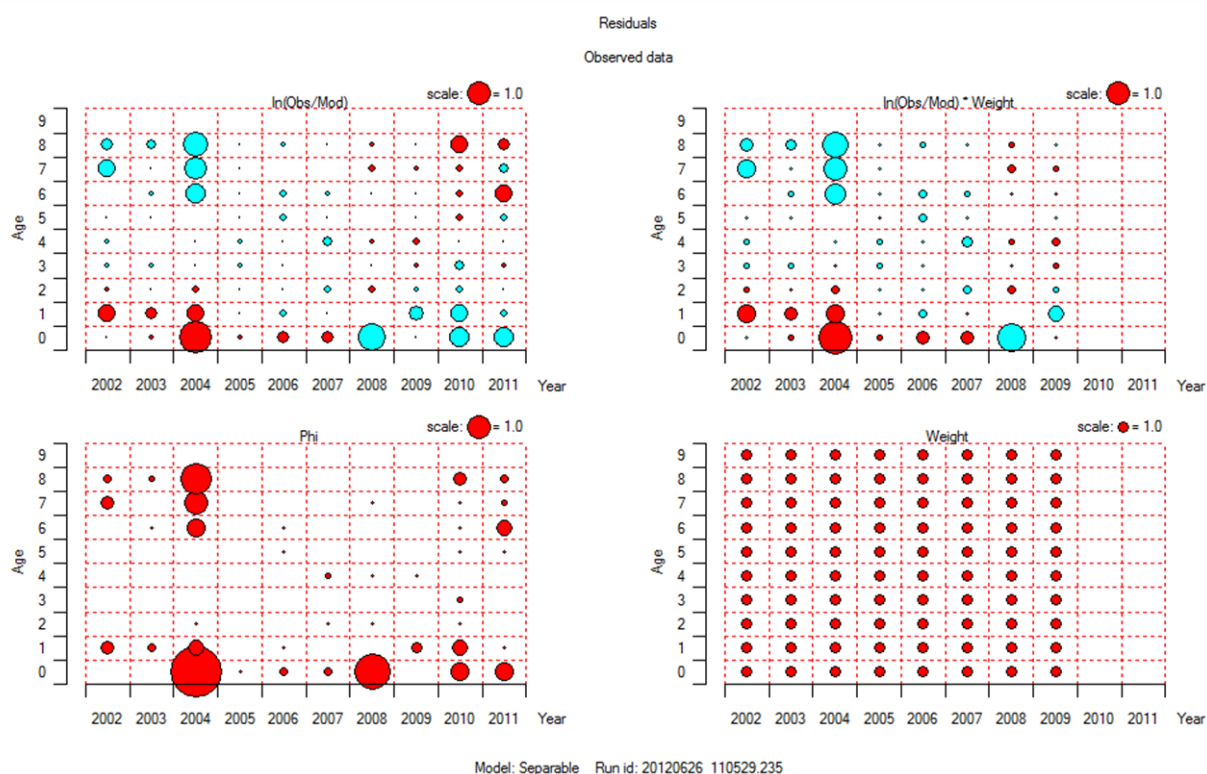 Residuals
Observed data
ln(Obs/Mod)
scale: = 1.0
9
8
7
6
5
4
3
2
1
0
Age
2002 2003 2004 2005 2006 2007 2008 2009 2010 2011 Year
ln(Obs/Mod) * Weight
scale: = 1.0
9
8
7
6
5
4
3
2
1
0
Age
2002 2003 2004 2005 2006 2007 2008 2009 2010 2011 Year
Phi
scale: = 1.0
9
8
7
6
5
4
3
2
1
0
Age
2002 2003 2004 2005 2006 2007 2008 2009 2010 2011 Year
Weight
scale: = 1.0
9
8
7
6
5
4
3
2
1
0
Age
2002 2003 2004 2005 2006 2007 2008 2009 2010 2011 Year
Model: Separable Run id: 20120626 110529.235